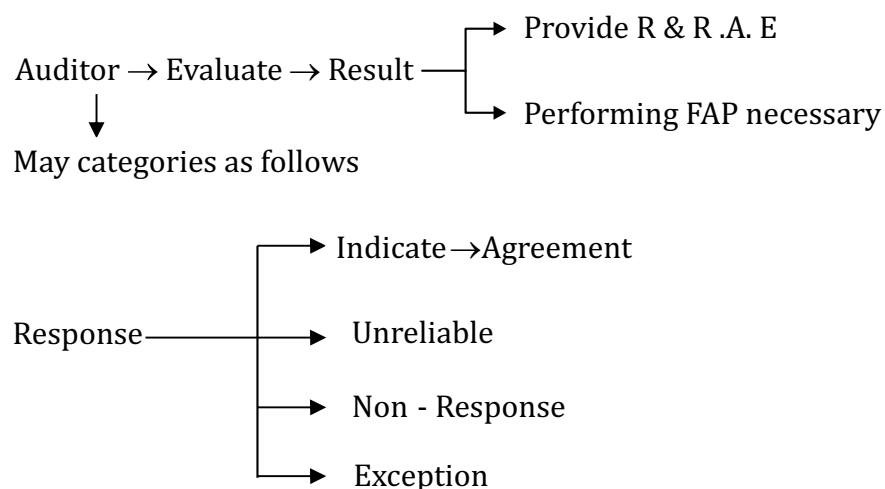 Provide R & R .A. E
Auditor → Evaluate → Result
Performing FAP necessary
May categories as follows
Indicate →Agreement
Response
Unreliable
Non - Response
Exception